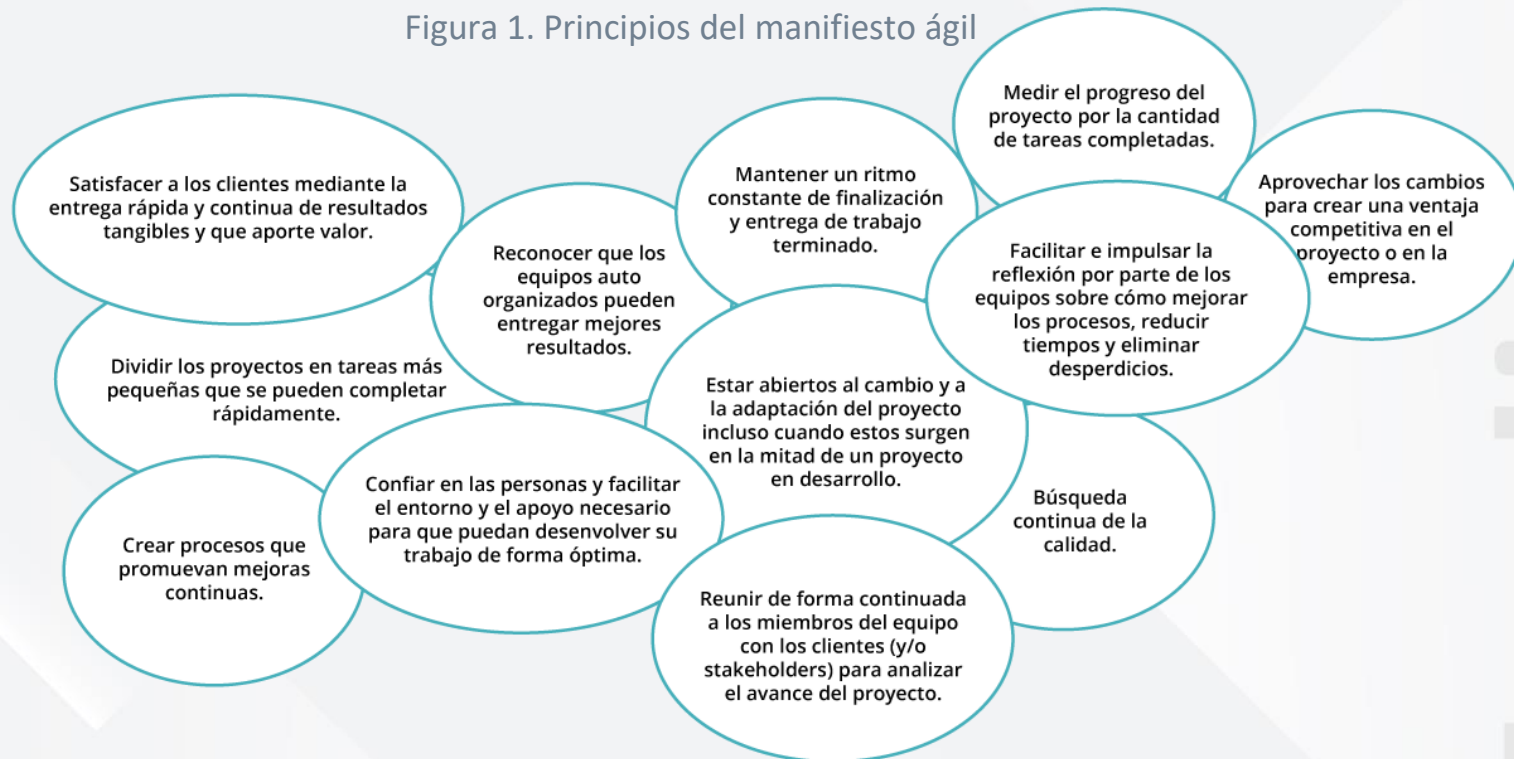 Figura 1. Principios del manifiesto ágil
Satisfacer a los clientes mediante la
entrega rápida y continua de resultados
tangibles y que aporte valor.
Reconocer que los
equipos auto
organizados pueden
entregar mejores
resultados.
Mantener un ritmo
constante de finalización
y entrega de trabajo
terminado.
Medir el progreso del
proyecto por la cantidad
de tareas completadas.
Aprovechar los cambios
para crear una ventaja
competitiva en el
proyecto o en la
empresa.
Facilitar e impulsar la
reflexión por parte de los
equipos sobre cómo mejorar
los procesos, reducir
tiempos y eliminar
desperdicios.
Dividir los proyectos en tareas más
pequeñas que se pueden completar
rápidamente.
Estar abiertos al cambio y a
la adaptación del proyecto
incluso cuando estos surgen
en la mitad de un proyecto
en desarrollo.
Confiar en las personas y facilitar
el entorno y el apoyo necesario
para que puedan desenvolver su
trabajo de forma óptima.
Búsqueda
continua de la
calidad.
Crear procesos que
promuevan mejoras
continuas.
Reunir de forma continuada
a los miembros del equipo
con los clientes (y/o
stakeholders) para analizar
el avance del proyecto.